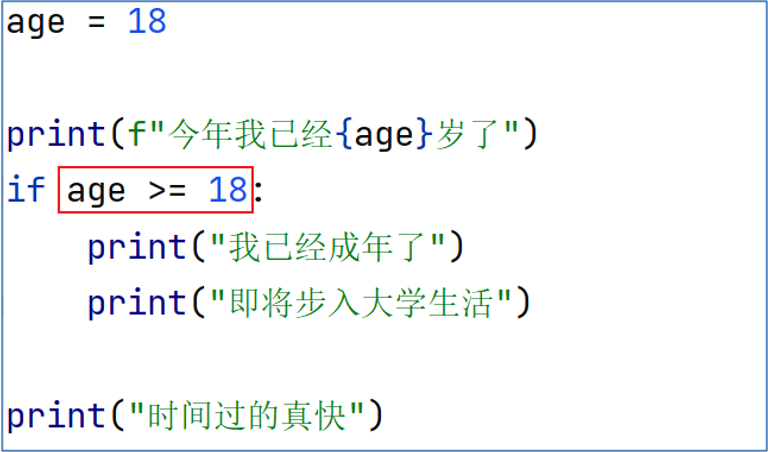 age = 18
print(f"今年我已经{age}岁了")
if age >= 18:
    print("我已经成年了")
    print("即将步入大学生活")
print("时间过的真快")